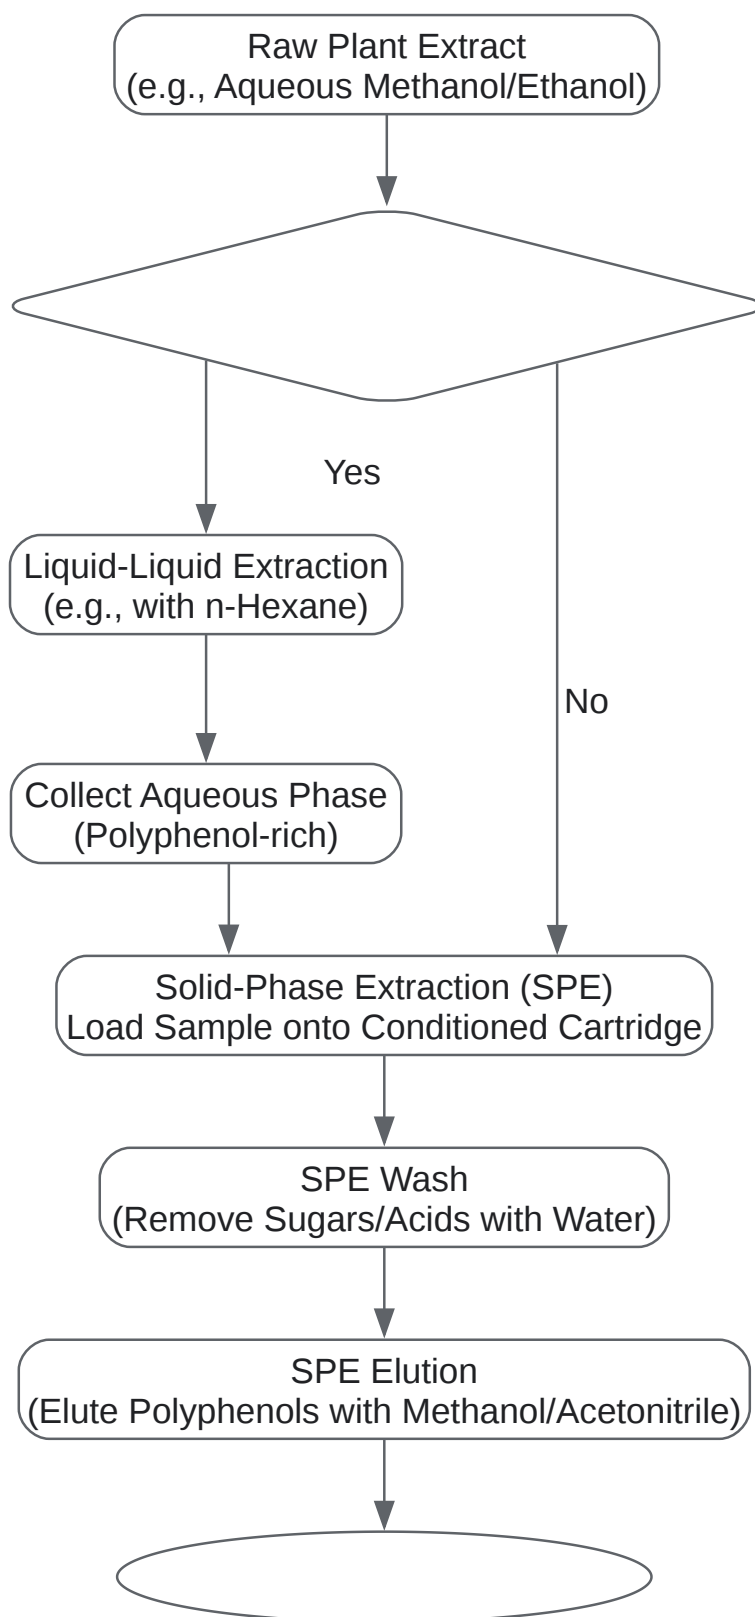 Raw Plant Extract
(e.g., Aqueous Methanol/Ethanol)
Yes
Liquid-Liquid Extraction
(e.g., with n-Hexane)
No
Collect Aqueous Phase
(Polyphenol-rich)
Solid-Phase Extraction (SPE)
Load Sample onto Conditioned Cartridge
SPE Wash
(Remove Sugars/Acids with Water)
SPE Elution
(Elute Polyphenols with Methanol/Acetonitrile)